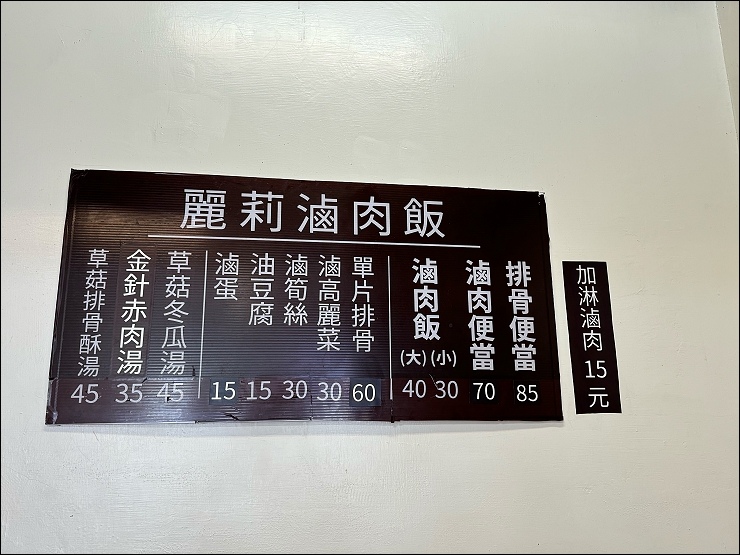 麗莉滷肉飯
排骨便當 85
滷肉便當 70
滷肉飯 (大) 40 (小) 30
單片排骨 60
滷高麗菜 30
滷筍絲 30
油豆腐 15
滷蛋 15
草菇冬瓜湯 45
金針赤肉湯 35
草菇排骨酥湯 45
加淋滷肉 15元